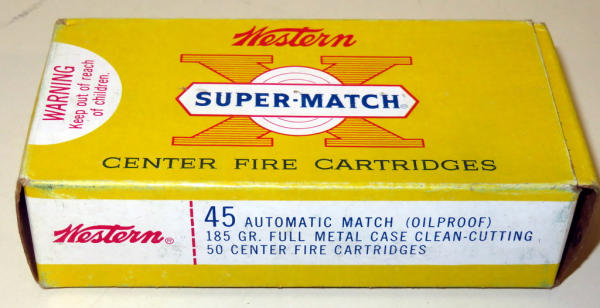 Western
X
WARNING
Keep out of reach
of children.
SUPER-MATCH
CENTER FIRE CARTRIDGES
Western®
45 AUTOMATIC MATCH (OILPROOF)
185 GR. FULL METAL CASE CLEAN-CUTTING
50 CENTER FIRE CARTRIDGES